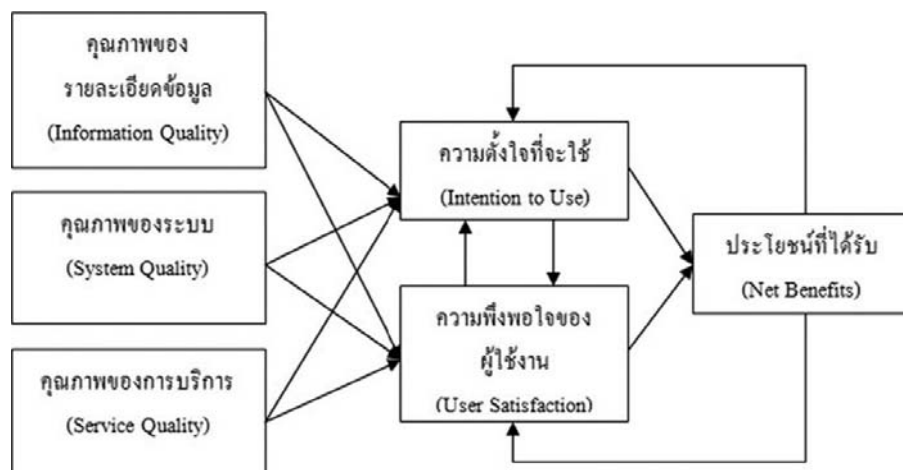 คุณภาพของ
รายละเอียดข้อมูล
(Information Quality)
คุณภาพของระบบ
(System Quality)
คุณภาพของการบริการ
(Service Quality)
ความตั้งใจที่จะใช้
(Intention to Use)
ความพึงพอใจของ
ผู้ใช้งาน
(User Satisfaction)
ประโยชน์ที่ได้รับ
(Net Benefits)